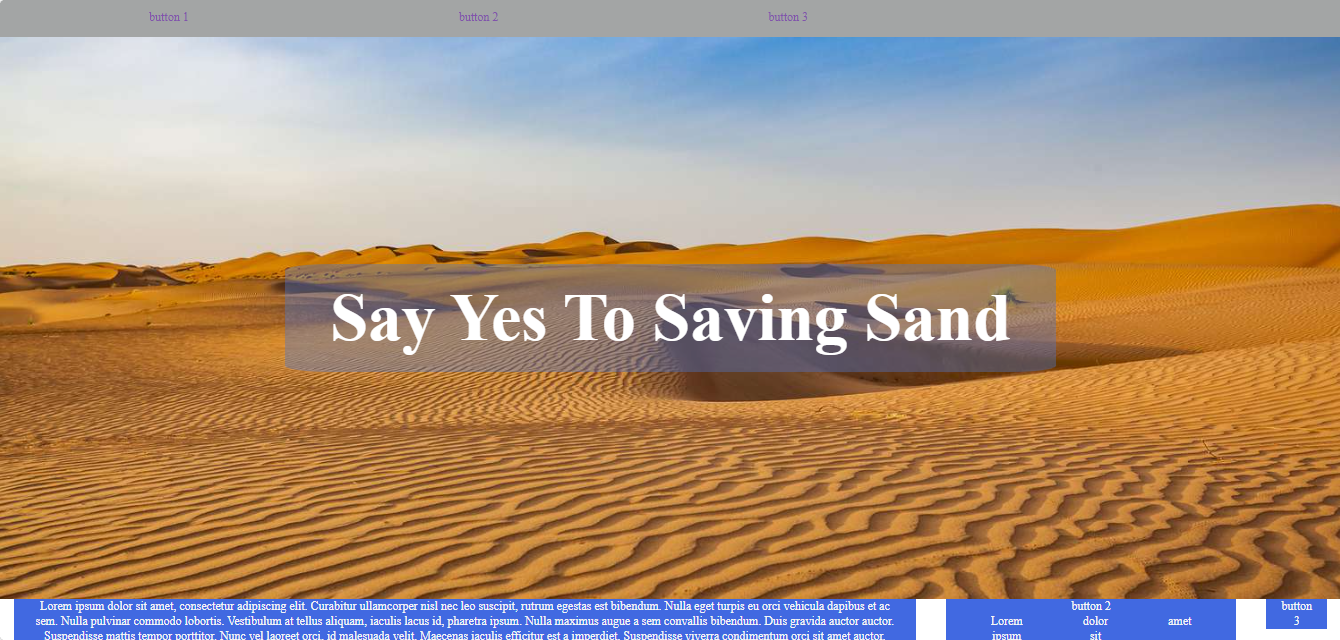 button 1 button 2 button 3
Say Yes To Saving Sand
Lorem ipsum dolor sit amet, consectetur adipiscing elit. Curabitur ullamcorper nisl nec leo suscipit, rutrum egestas est bibendum. Nulla eget turpis eu orci vehicula dapibus et ac
sem. Nulla pulvinar commodo lobortis. Vestibulum at tellus aliquam, iaculis lacus id, pharetra ipsum. Nulla maximus augue a sem convallis bibendum. Duis gravida auctor auctor.
Suspendisse mattis tempor porttitor. Nunc vel laoreet orci, id malesuada velit. Maecenas iaculis efficitur est a imperdiet. Suspendisse viverra condimentum orci sit amet auctor.
button 2
Lorem dolor amet
ipsum sit
button
3